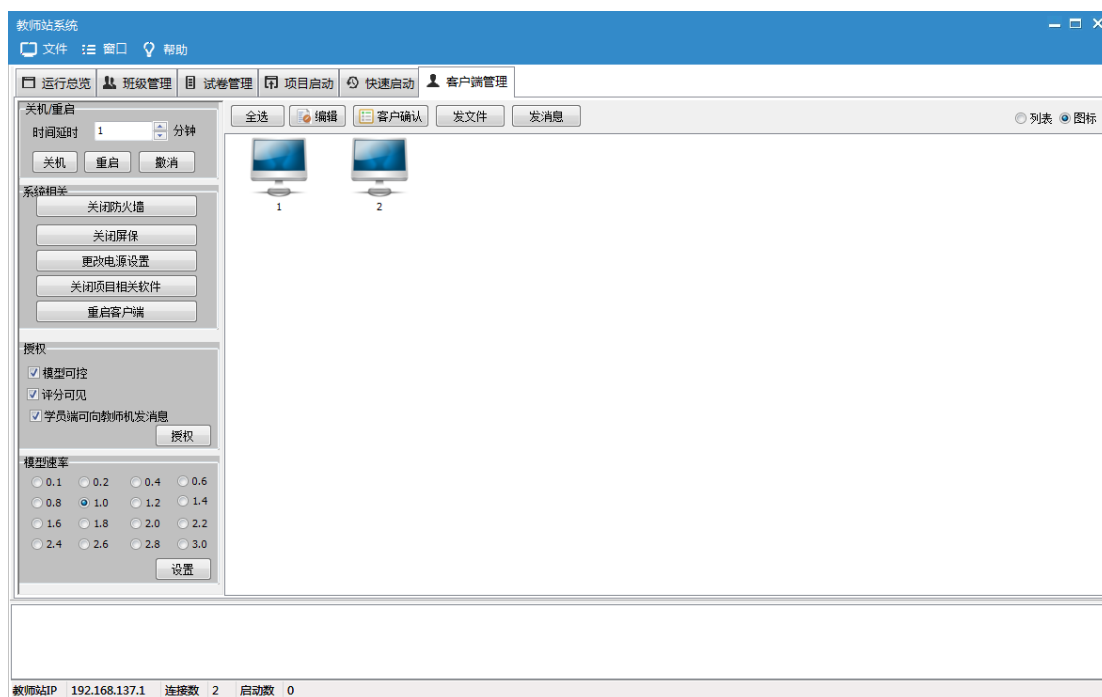 教师站系统
文件 窗口 帮助
运行总览 班级管理 试卷管理 项目启动 快速启动 客户端管理
关机/重启
时间延时 1 分钟
关机 重启 撤消
全选 编辑 客户确认 发文件 发消息
列表 图标
1 2
系统相关
关闭防火墙
关闭屏保
更改电源设置
关闭项目相关软件
重启客户端
授权
模型可控
评分可见
学员端可向教师机发消息
授权
模型速率
0.1 0.2 0.4 0.6
0.8 1.0 1.2 1.4
1.6 1.8 2.0 2.2
2.4 2.6 2.8 3.0
设置
教师站IP 192.168.137.1 连接数 2 启动数 0